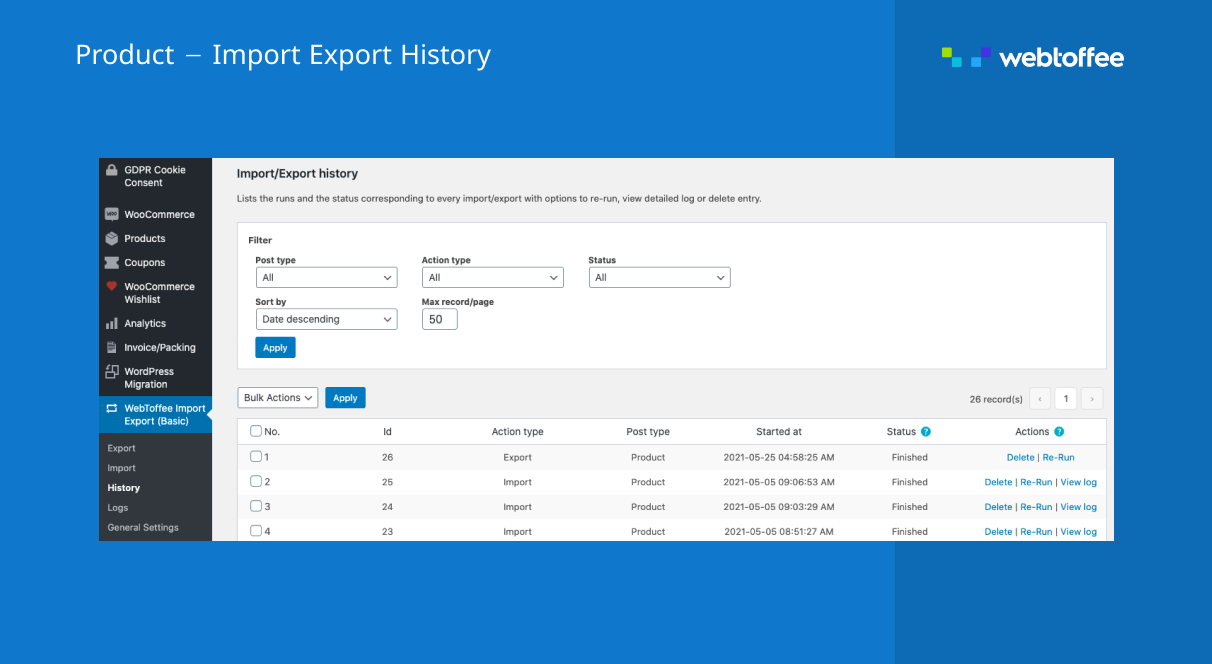 Product – Import Export History
webtoffee
GDPR Cookie
Consent
WooCommerce
Products
Coupons
WooCommerce
Wishlist
Analytics
Invoice/Packing
WordPress
Migration
WebToffee Import
Export (Basic)
Export
Import
History
Logs
General Settings
Import/Export history
Lists the runs and the status corresponding to every import/export with options to re-run, view detailed log or delete entry.
Filter
Post type Action type Status
All All All
Sort by Max record/page
Date descending 50
Apply
Bulk Actions Apply 26 record(s) ‹ 1 ›
No. Id Action type Post type Started at Status ? Actions ?
1 26 Export Product 2021-05-25 04:58:25 AM Finished Delete | Re-Run
2 25 Import Product 2021-05-05 09:06:53 AM Finished Delete | Re-Run | View log
3 24 Import Product 2021-05-05 09:03:29 AM Finished Delete | Re-Run | View log
4 23 Import Product 2021-05-05 08:51:27 AM Finished Delete | Re-Run | View log